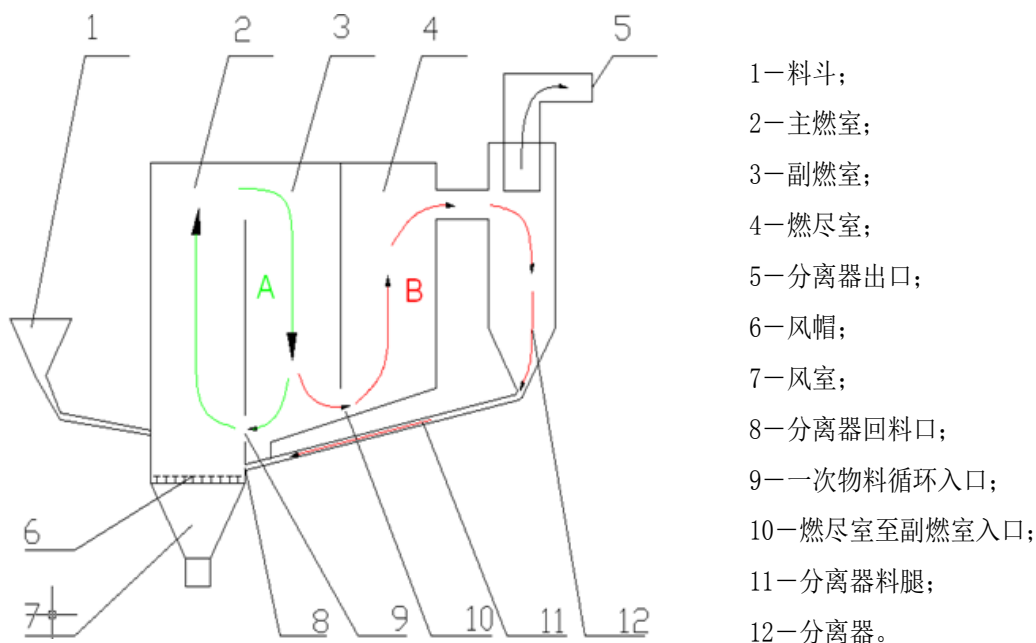 1 2 3 4 5
A B
6 7 8 9 10 11 12
1—料斗；
2—主燃室；
3—副燃室；
4—燃尽室；
5—分离器出口；
6—风帽；
7—风室；
8—分离器回料口；
9—一次物料循环入口；
10—燃尽室至副燃室入口；
11—分离器料腿；
12—分离器。